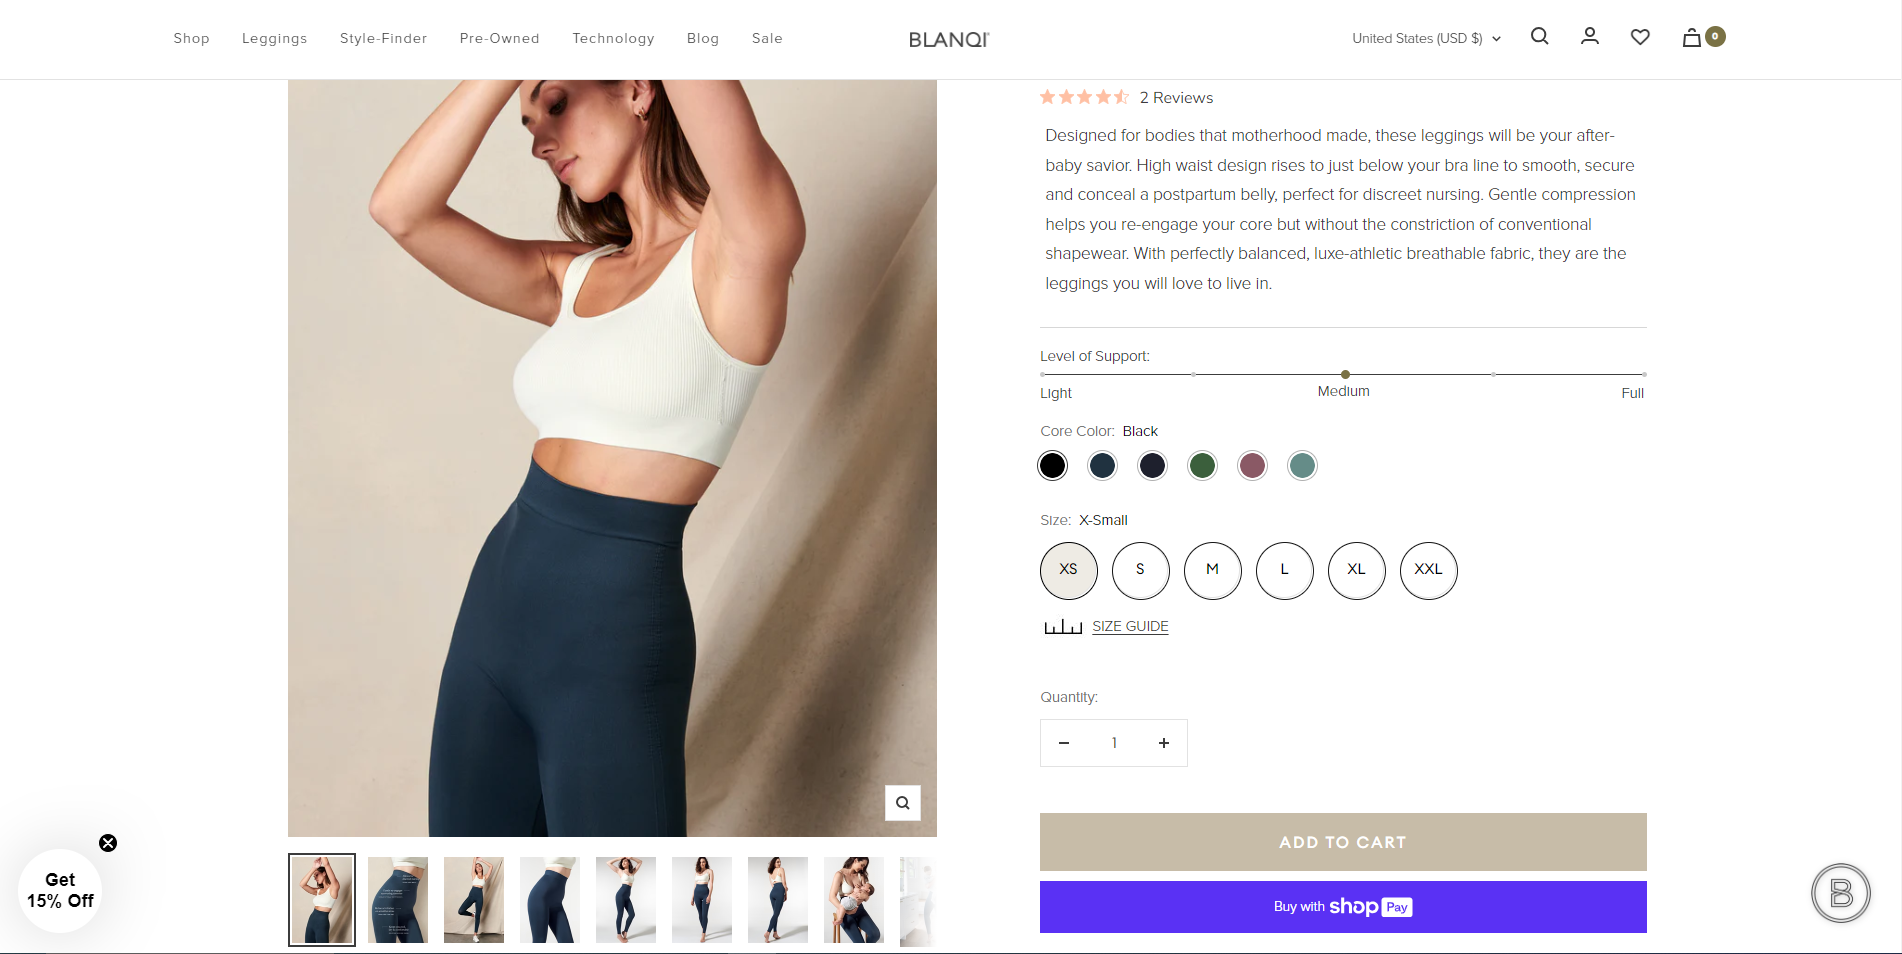 Shop Leggings Style-Finder Pre-Owned Technology Blog Sale
BLANQI
United States (USD $)
0
2 Reviews
Designed for bodies that motherhood made, these leggings will be your after-
baby savior. High waist design rises to just below your bra line to smooth, secure
and conceal a postpartum belly, perfect for discreet nursing. Gentle compression
helps you re-engage your core but without the constriction of conventional
shapewear. With perfectly balanced, luxe-athletic breathable fabric, they are the
leggings you will love to live in.
Level of Support:
Light Medium Full
Core Color: Black
Size: X-Small
XS S M L XL XXL
SIZE GUIDE
Quantity:
1
ADD TO CART
Buy with shop Pay
Get
15% Off
B